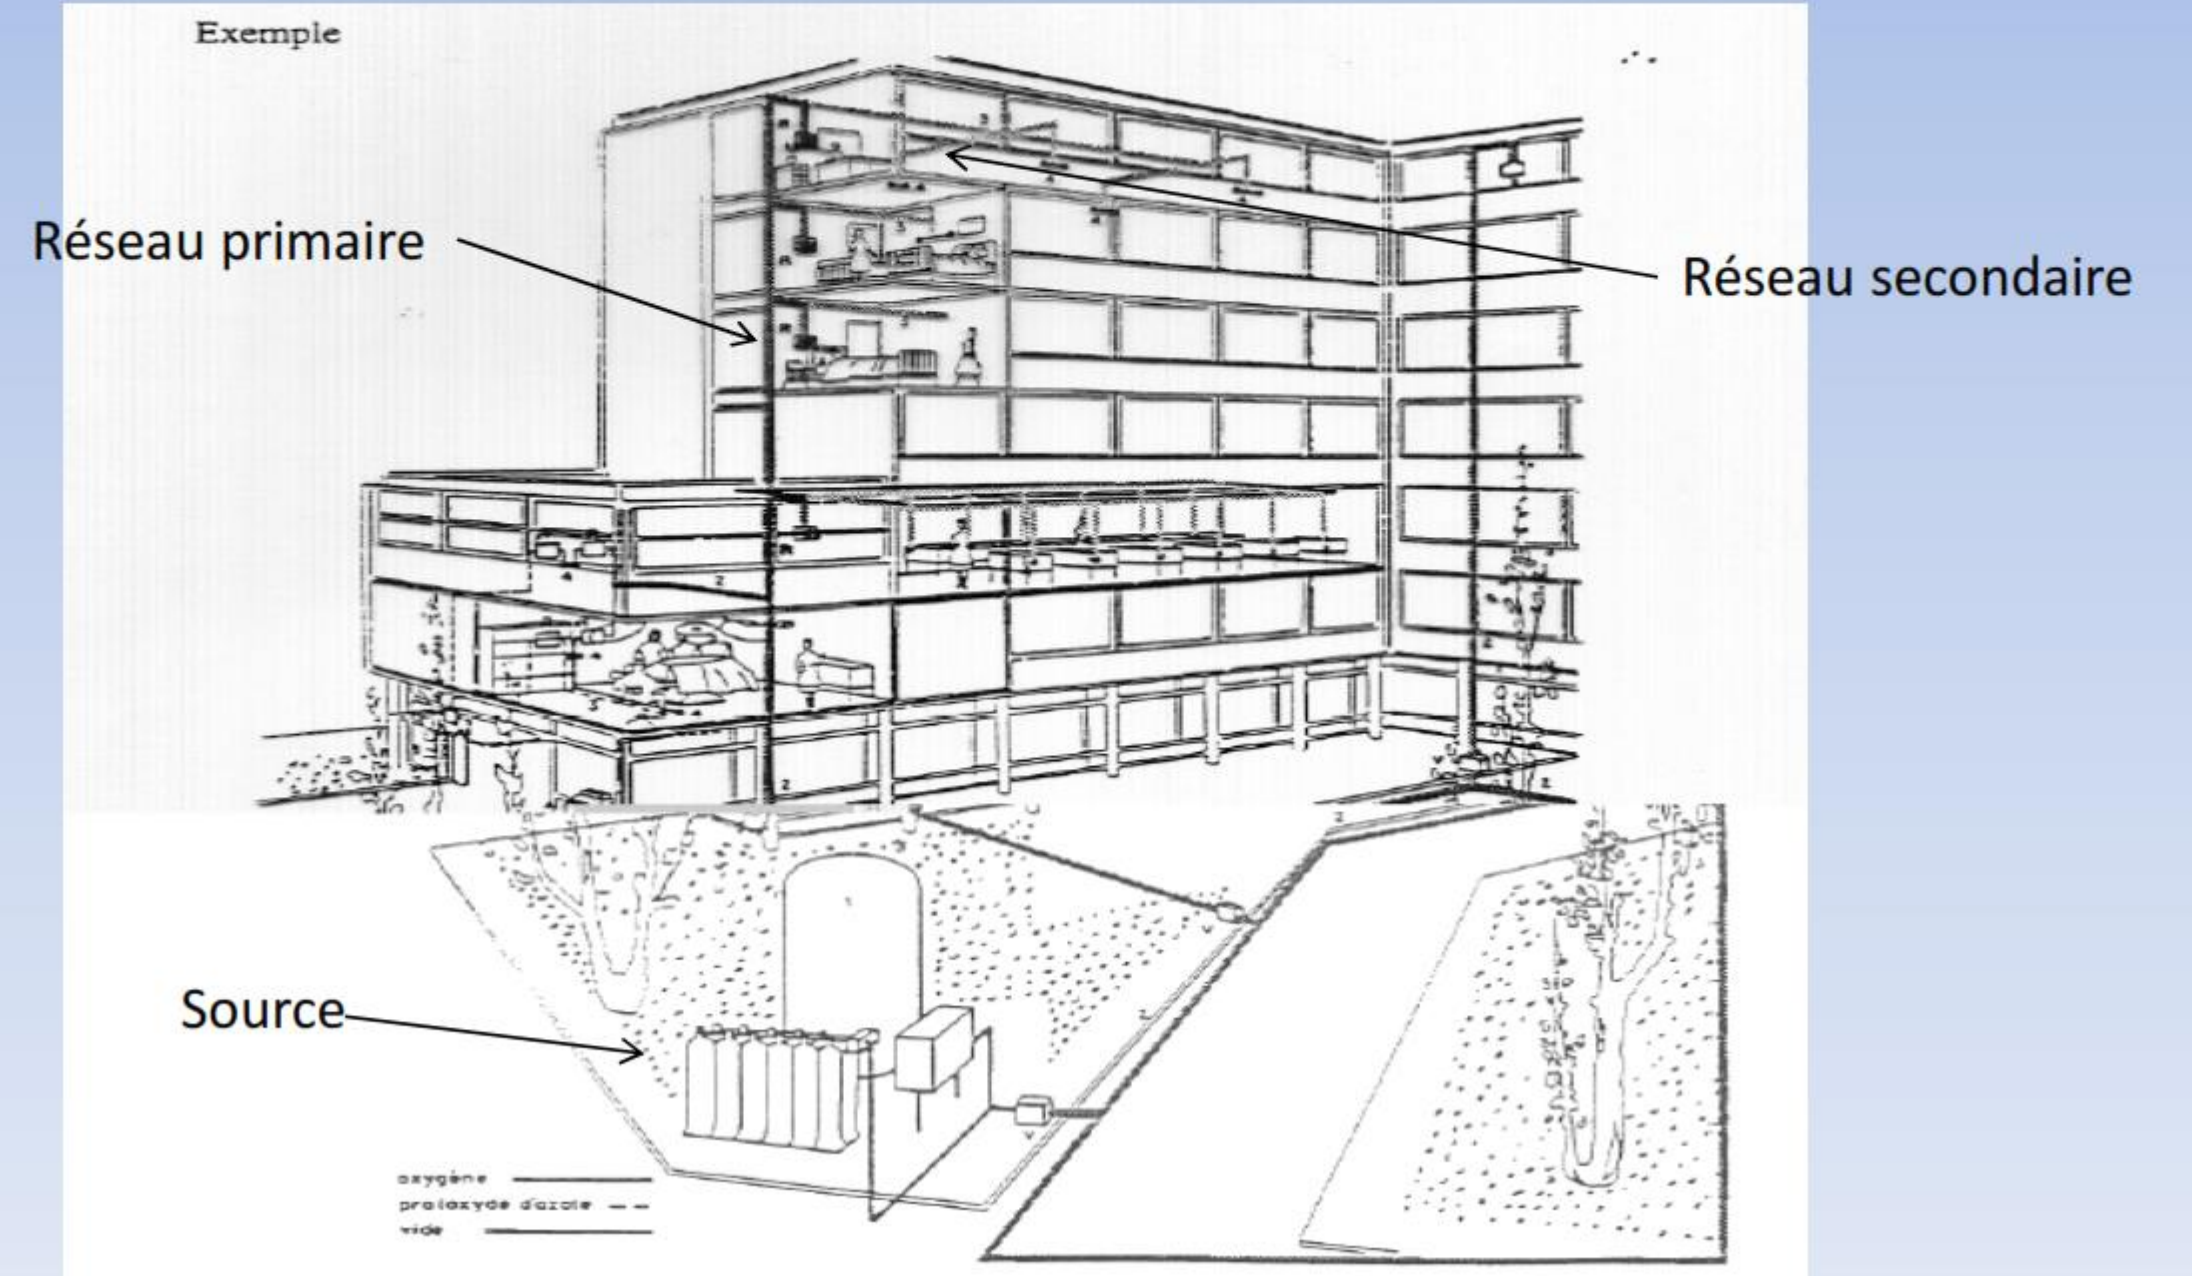 Exemple
Réseau primaire
Réseau secondaire
Source
oxygène
protoxyde d'azote
vide